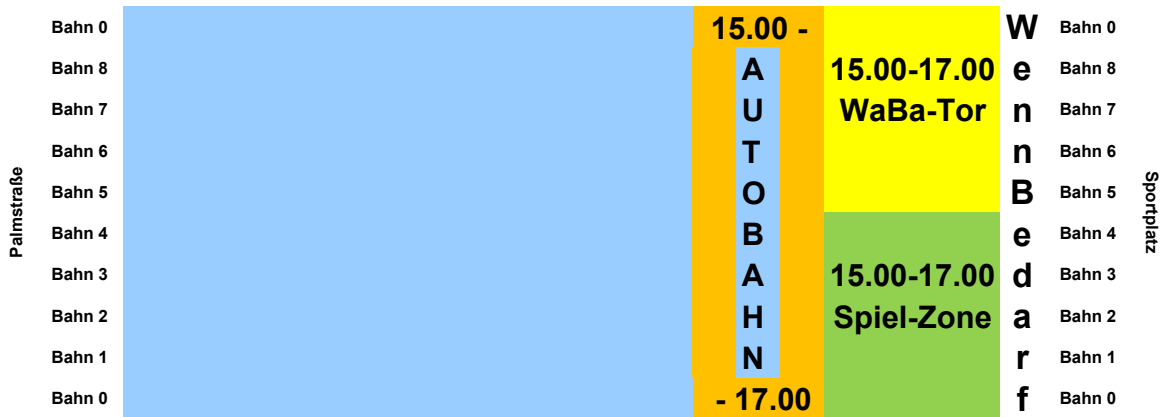 Palmstraße
Bahn 0
Bahn 8
Bahn 7
Bahn 6
Bahn 5
Bahn 4
Bahn 3
Bahn 2
Bahn 1
Bahn 0
15.00 -
A
U
T
O
B
A
H
N
- 17.00
15.00-17.00
WaBa-Tor
15.00-17.00
Spiel-Zone
W
e
n
n
B
e
d
a
r
f
Bahn 0
Bahn 8
Bahn 7
Bahn 6
Bahn 5
Bahn 4
Bahn 3
Bahn 2
Bahn 1
Bahn 0
Sportplatz